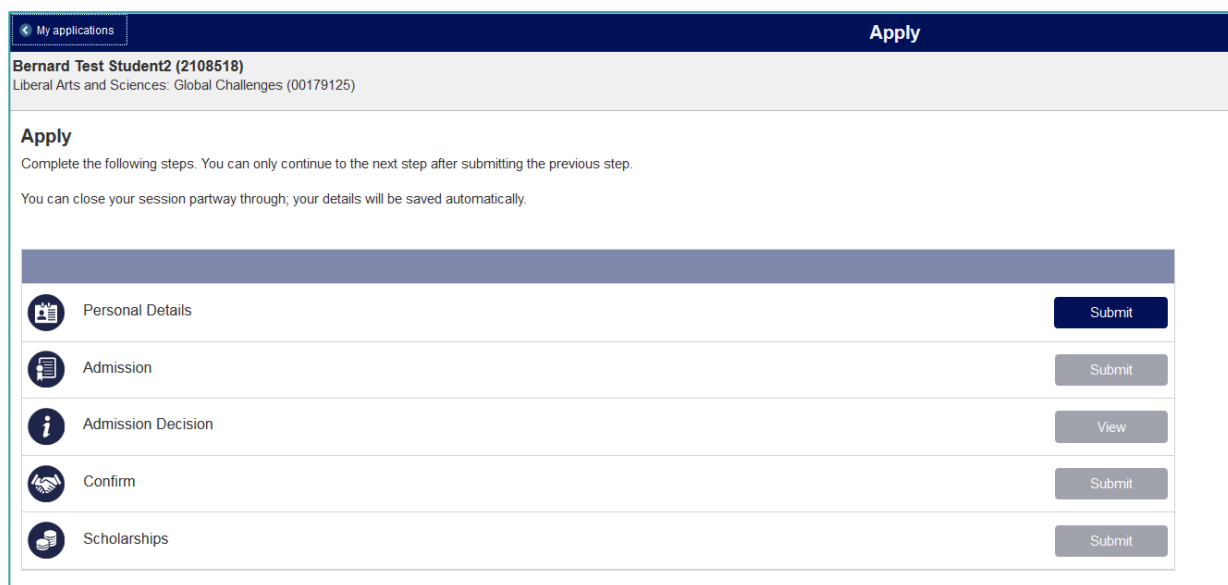 My applications
Apply
Bernard Test Student2 (2108518)
Liberal Arts and Sciences: Global Challenges (00179125)
Apply
Complete the following steps. You can only continue to the next step after submitting the previous step.
You can close your session partway through; your details will be saved automatically.
Personal Details
Submit
Admission
Submit
Admission Decision
View
Confirm
Submit
Scholarships
Submit